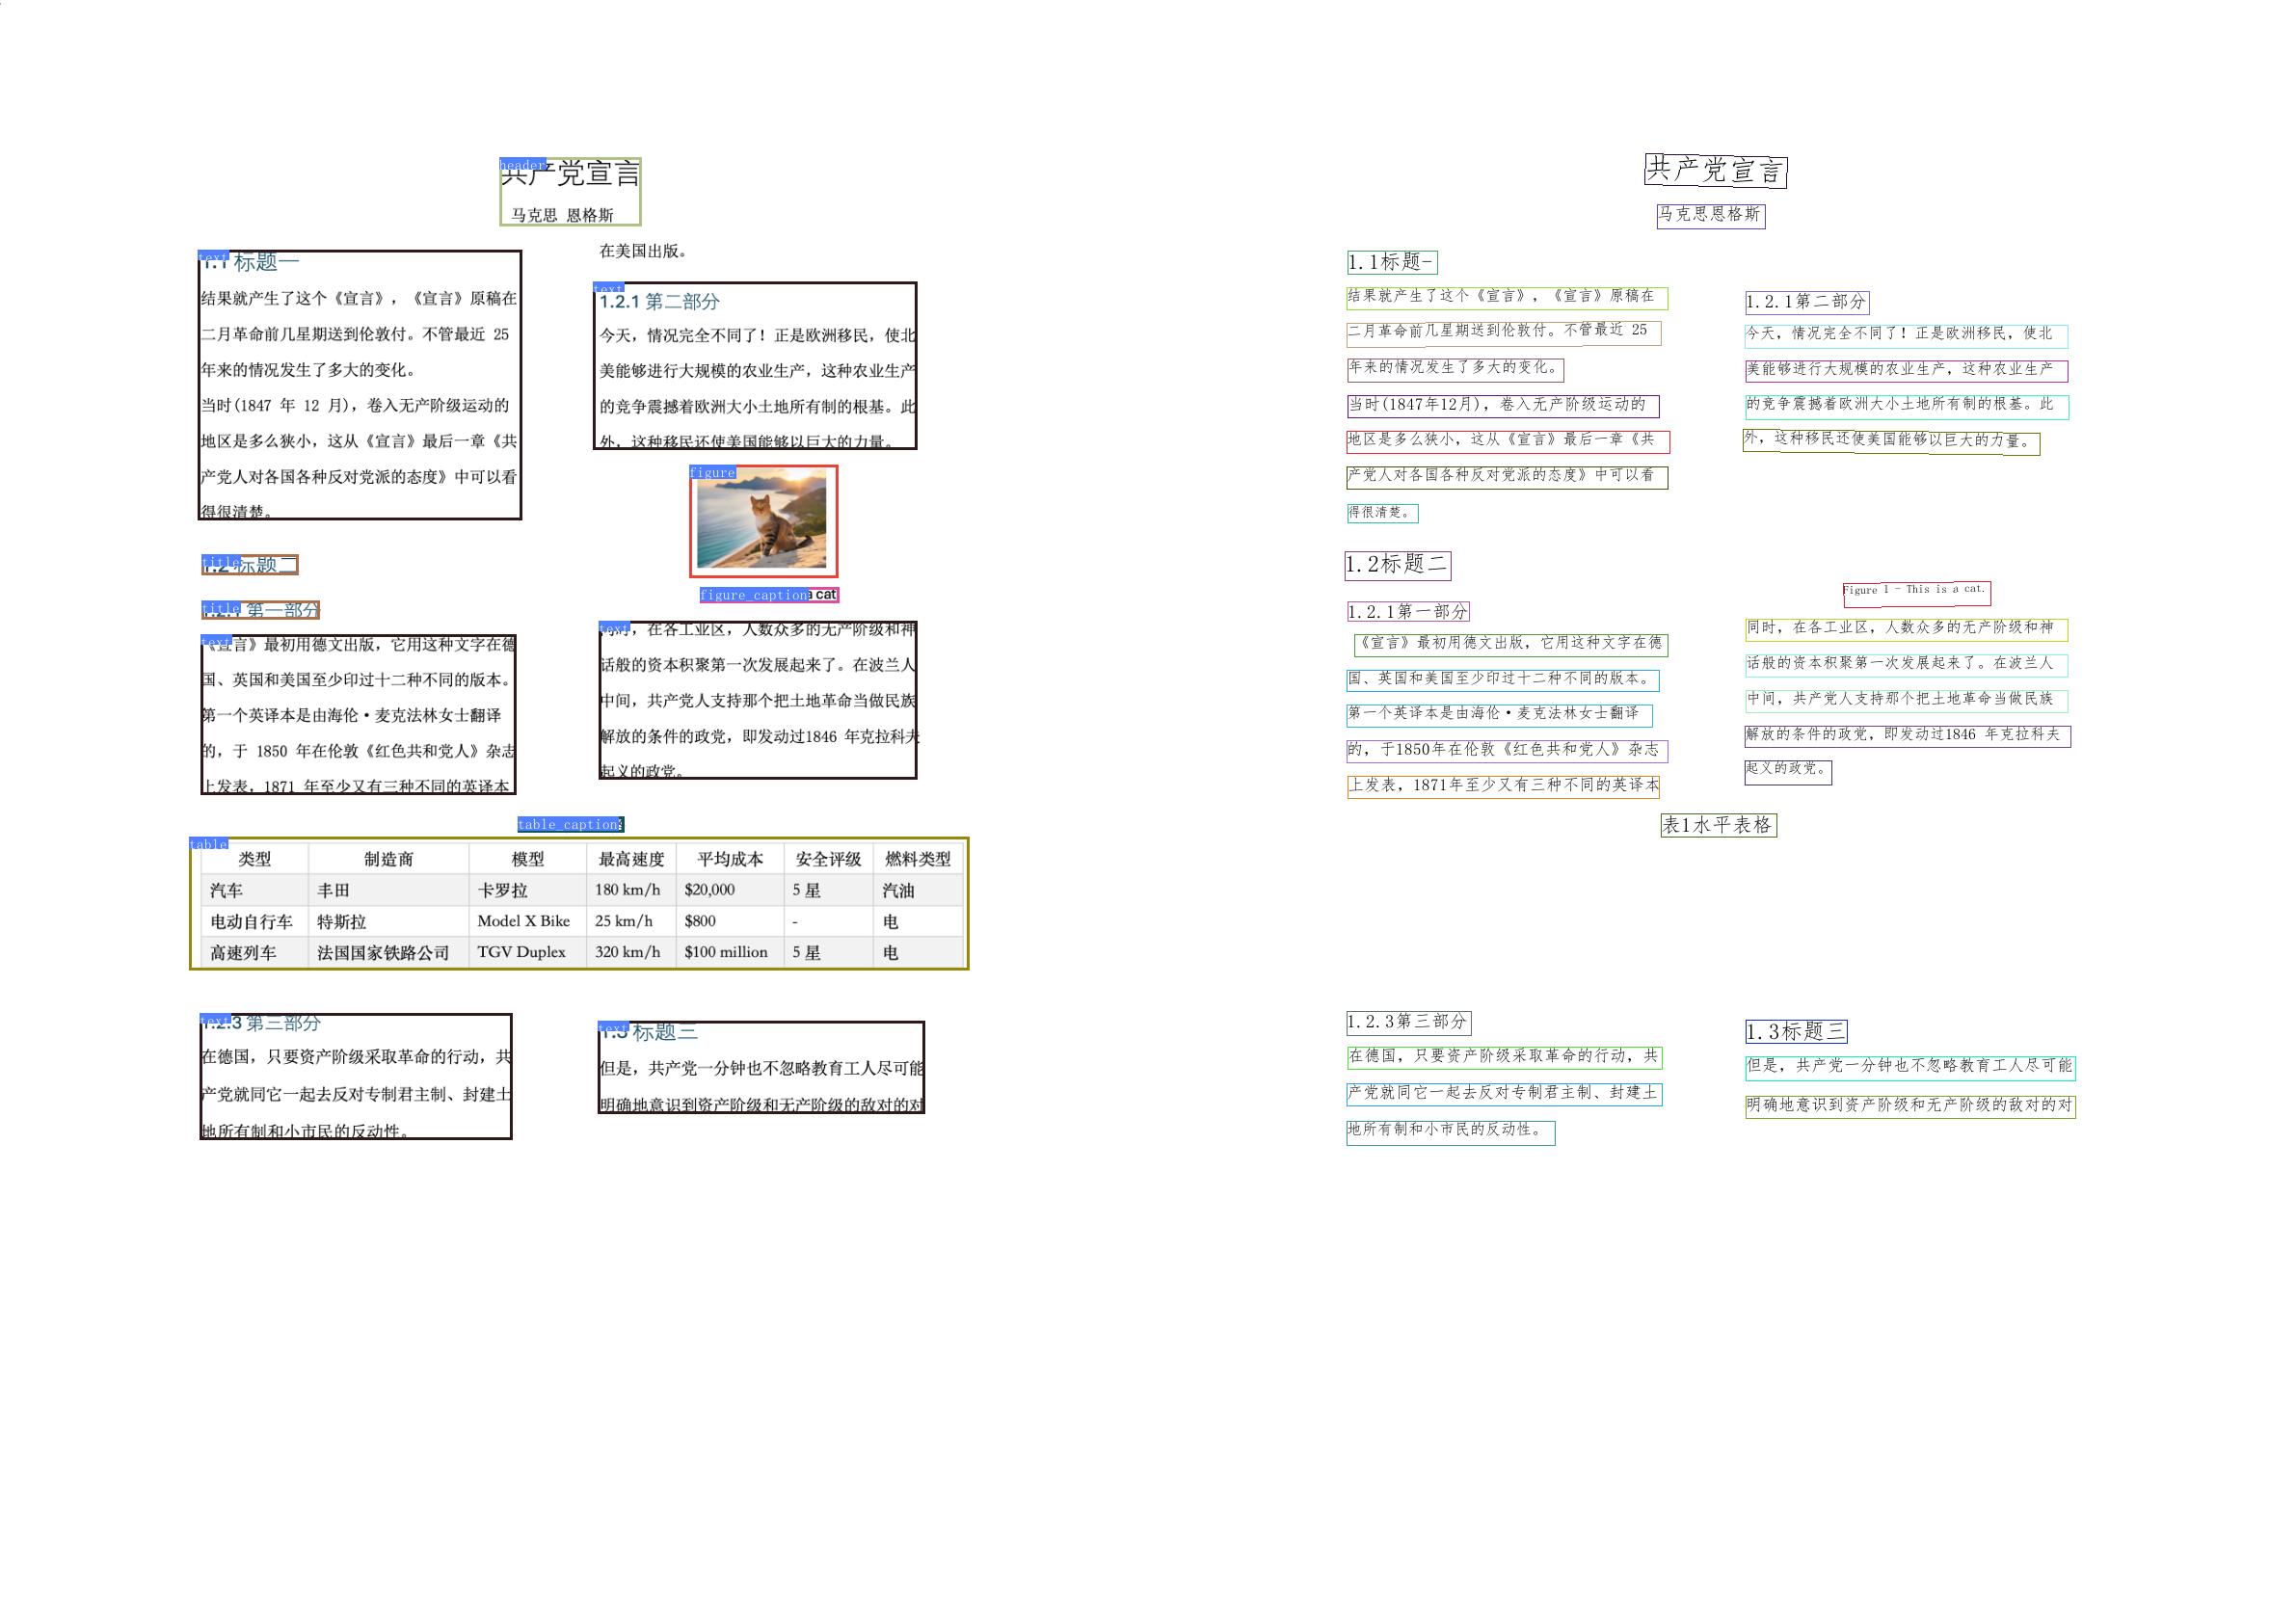 header
共产党宣言
马克思 恩格斯
text
1.1 标题一
结果就产生了这个《宣言》，《宣言》原稿在
二月革命前几星期送到伦敦付。不管最近 25
年来的情况发生了多大的变化。
当时(1847 年 12 月)，卷入无产阶级运动的
地区是多么狭小，这从《宣言》最后一章《共
产党人对各国各种反对党派的态度》中可以看
得很清楚。
title
1.2 标题二
title
1.2.1 第一部分
text
《宣言》最初用德文出版，它用这种文字在德
国、英国和美国至少印过十二种不同的版本。
第一个英译本是由海伦·麦克法林女士翻译
的，于 1850 年在伦敦《红色共和党人》杂志
上发表，1871 年至少又有三种不同的英译本
在美国出版。
text
1.2.1 第二部分
今天，情况完全不同了！正是欧洲移民，使北
美能够进行大规模的农业生产，这种农业生产
的竞争震撼着欧洲大小土地所有制的根基。此
外，这种移民还使美国能够以巨大的力量。
figure
figure_caption
a cat
text
同时，在各工业区，人数众多的无产阶级和神
话般的资本积聚第一次发展起来了。在波兰人
中间，共产党人支持那个把土地革命当做民族
解放的条件的政党，即发动过1846 年克拉科夫
起义的政党。
table_caption
table
类型 制造商 模型 最高速度 平均成本 安全评级 燃料类型
汽车 丰田 卡罗拉 180 km/h $20,000 5 星 汽油
电动自行车 特斯拉 Model X Bike 25 km/h $800 - 电
高速列车 法国国家铁路公司 TGV Duplex 320 km/h $100 million 5 星 电
text
1.2.3 第三部分
在德国，只要资产阶级采取革命的行动，共
产党就同它一起去反对专制君主制、封建土
地所有制和小市民的反动性。
text
1.3 标题三
但是，共产党一分钟也不忽略教育工人尽可能
明确地意识到资产阶级和无产阶级的敌对的对
共产党宣言
马克思恩格斯
1.1标题-
结果就产生了这个《宣言》，《宣言》原稿在
二月革命前几星期送到伦敦付。不管最近 25
年来的情况发生了多大的变化。
当时(1847年12月)，卷入无产阶级运动的
地区是多么狭小，这从《宣言》最后一章《共
产党人对各国各种反对党派的态度》中可以看
得很清楚。
1.2标题二
1.2.1第一部分
《宣言》最初用德文出版，它用这种文字在德
国、英国和美国至少印过十二种不同的版本。
第一个英译本是由海伦·麦克法林女士翻译
的，于1850年在伦敦《红色共和党人》杂志
上发表，1871年至少又有三种不同的英译本
1.2.1第二部分
今天，情况完全不同了！正是欧洲移民，使北
美能够进行大规模的农业生产，这种农业生产
的竞争震撼着欧洲大小土地所有制的根基。此
外，这种移民还使美国能够以巨大的力量。
Figure 1 - This is a cat.
同时，在各工业区，人数众多的无产阶级和神
话般的资本积聚第一次发展起来了。在波兰人
中间，共产党人支持那个把土地革命当做民族
解放的条件的政党，即发动过1846 年克拉科夫
起义的政党。
表1水平表格
1.2.3第三部分
在德国，只要资产阶级采取革命的行动，共
产党就同它一起去反对专制君主制、封建土
地所有制和小市民的反动性。
1.3标题三
但是，共产党一分钟也不忽略教育工人尽可能
明确地意识到资产阶级和无产阶级的敌对的对